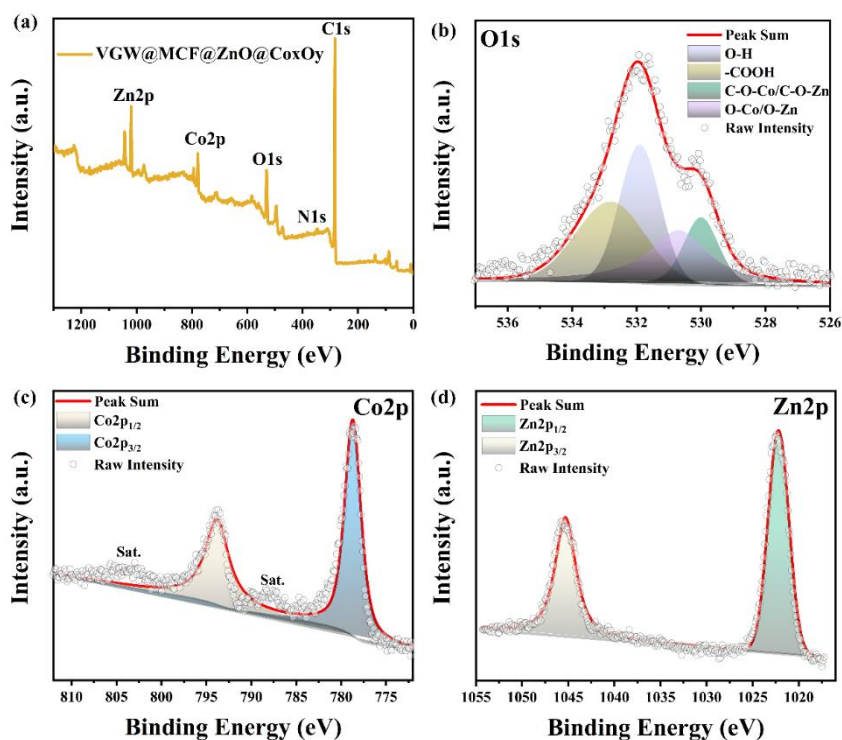 (a)
VGW@MCF@ZnO@CoxOy
C1s
Zn2p
Co2p
O1s
N1s
Intensity (a.u.)
1200 1000 800 600 400 200 0
Binding Energy (eV)
(b)
O1s
Peak Sum
O-H
-COOH
C-O-Co/C-O-Zn
O-Co/O-Zn
Raw Intensity
Intensity (a.u.)
536 534 532 530 528 526
Binding Energy (eV)
(c)
Co2p
Peak Sum
Co2p1/2
Co2p3/2
Raw Intensity
Sat.
Sat.
Intensity (a.u.)
810 805 800 795 790 785 780 775
Binding Energy (eV)
(d)
Zn2p
Peak Sum
Zn2p1/2
Zn2p3/2
Raw Intensity
Intensity (a.u.)
1055 1050 1045 1040 1035 1030 1025 1020
Binding Energy (eV)